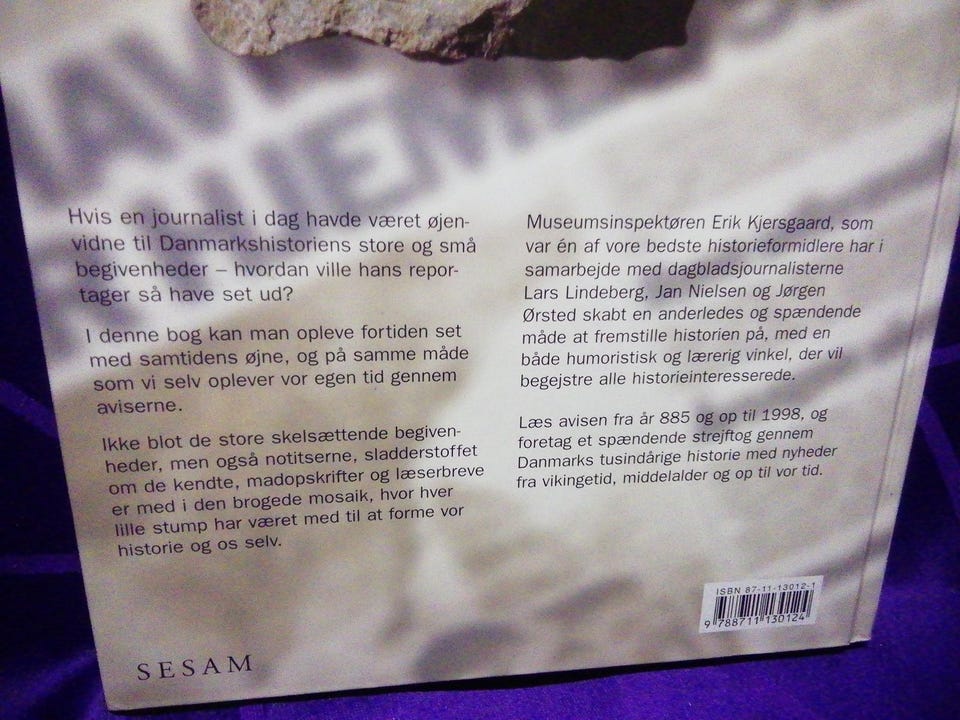 Hvis en journalist i dag havde været øjen-
vidne til Danmarkshistoriens store og små
begivenheder – hvordan ville hans repor-
tager så have set ud?
I denne bog kan man opleve fortiden set
med samtidens øjne, og på samme måde
som vi selv oplever vor egen tid gennem
aviserne.
Ikke blot de store skelsættende begiven-
heder, men også notitserne, sladderstoffet
om de kendte, madopskrifter og læserbreve
er med i den brogede mosaik, hvor hver
lille stump har været med til at forme vor
historie og os selv.
Museumsinspektøren Erik Kjersgaard, som
var én af vore bedste historieformidlere har i
samarbejde med dagbladsjournalisterne
Lars Lindeberg, Jan Nielsen og Jørgen
Ørsted skabt en anderledes og spændende
måde at fremstille historien på, med en
både humoristisk og lærerig vinkel, der vil
begejstre alle historieinteresserede.
Læs avisen fra år 885 og op til 1998, og
foretag et spændende strejftog gennem
Danmarks tusindårige historie med nyheder
fra vikingetid, middelalder og op til vor tid.
ISBN 87-11-13012-1
9 788711 130124
SESAM